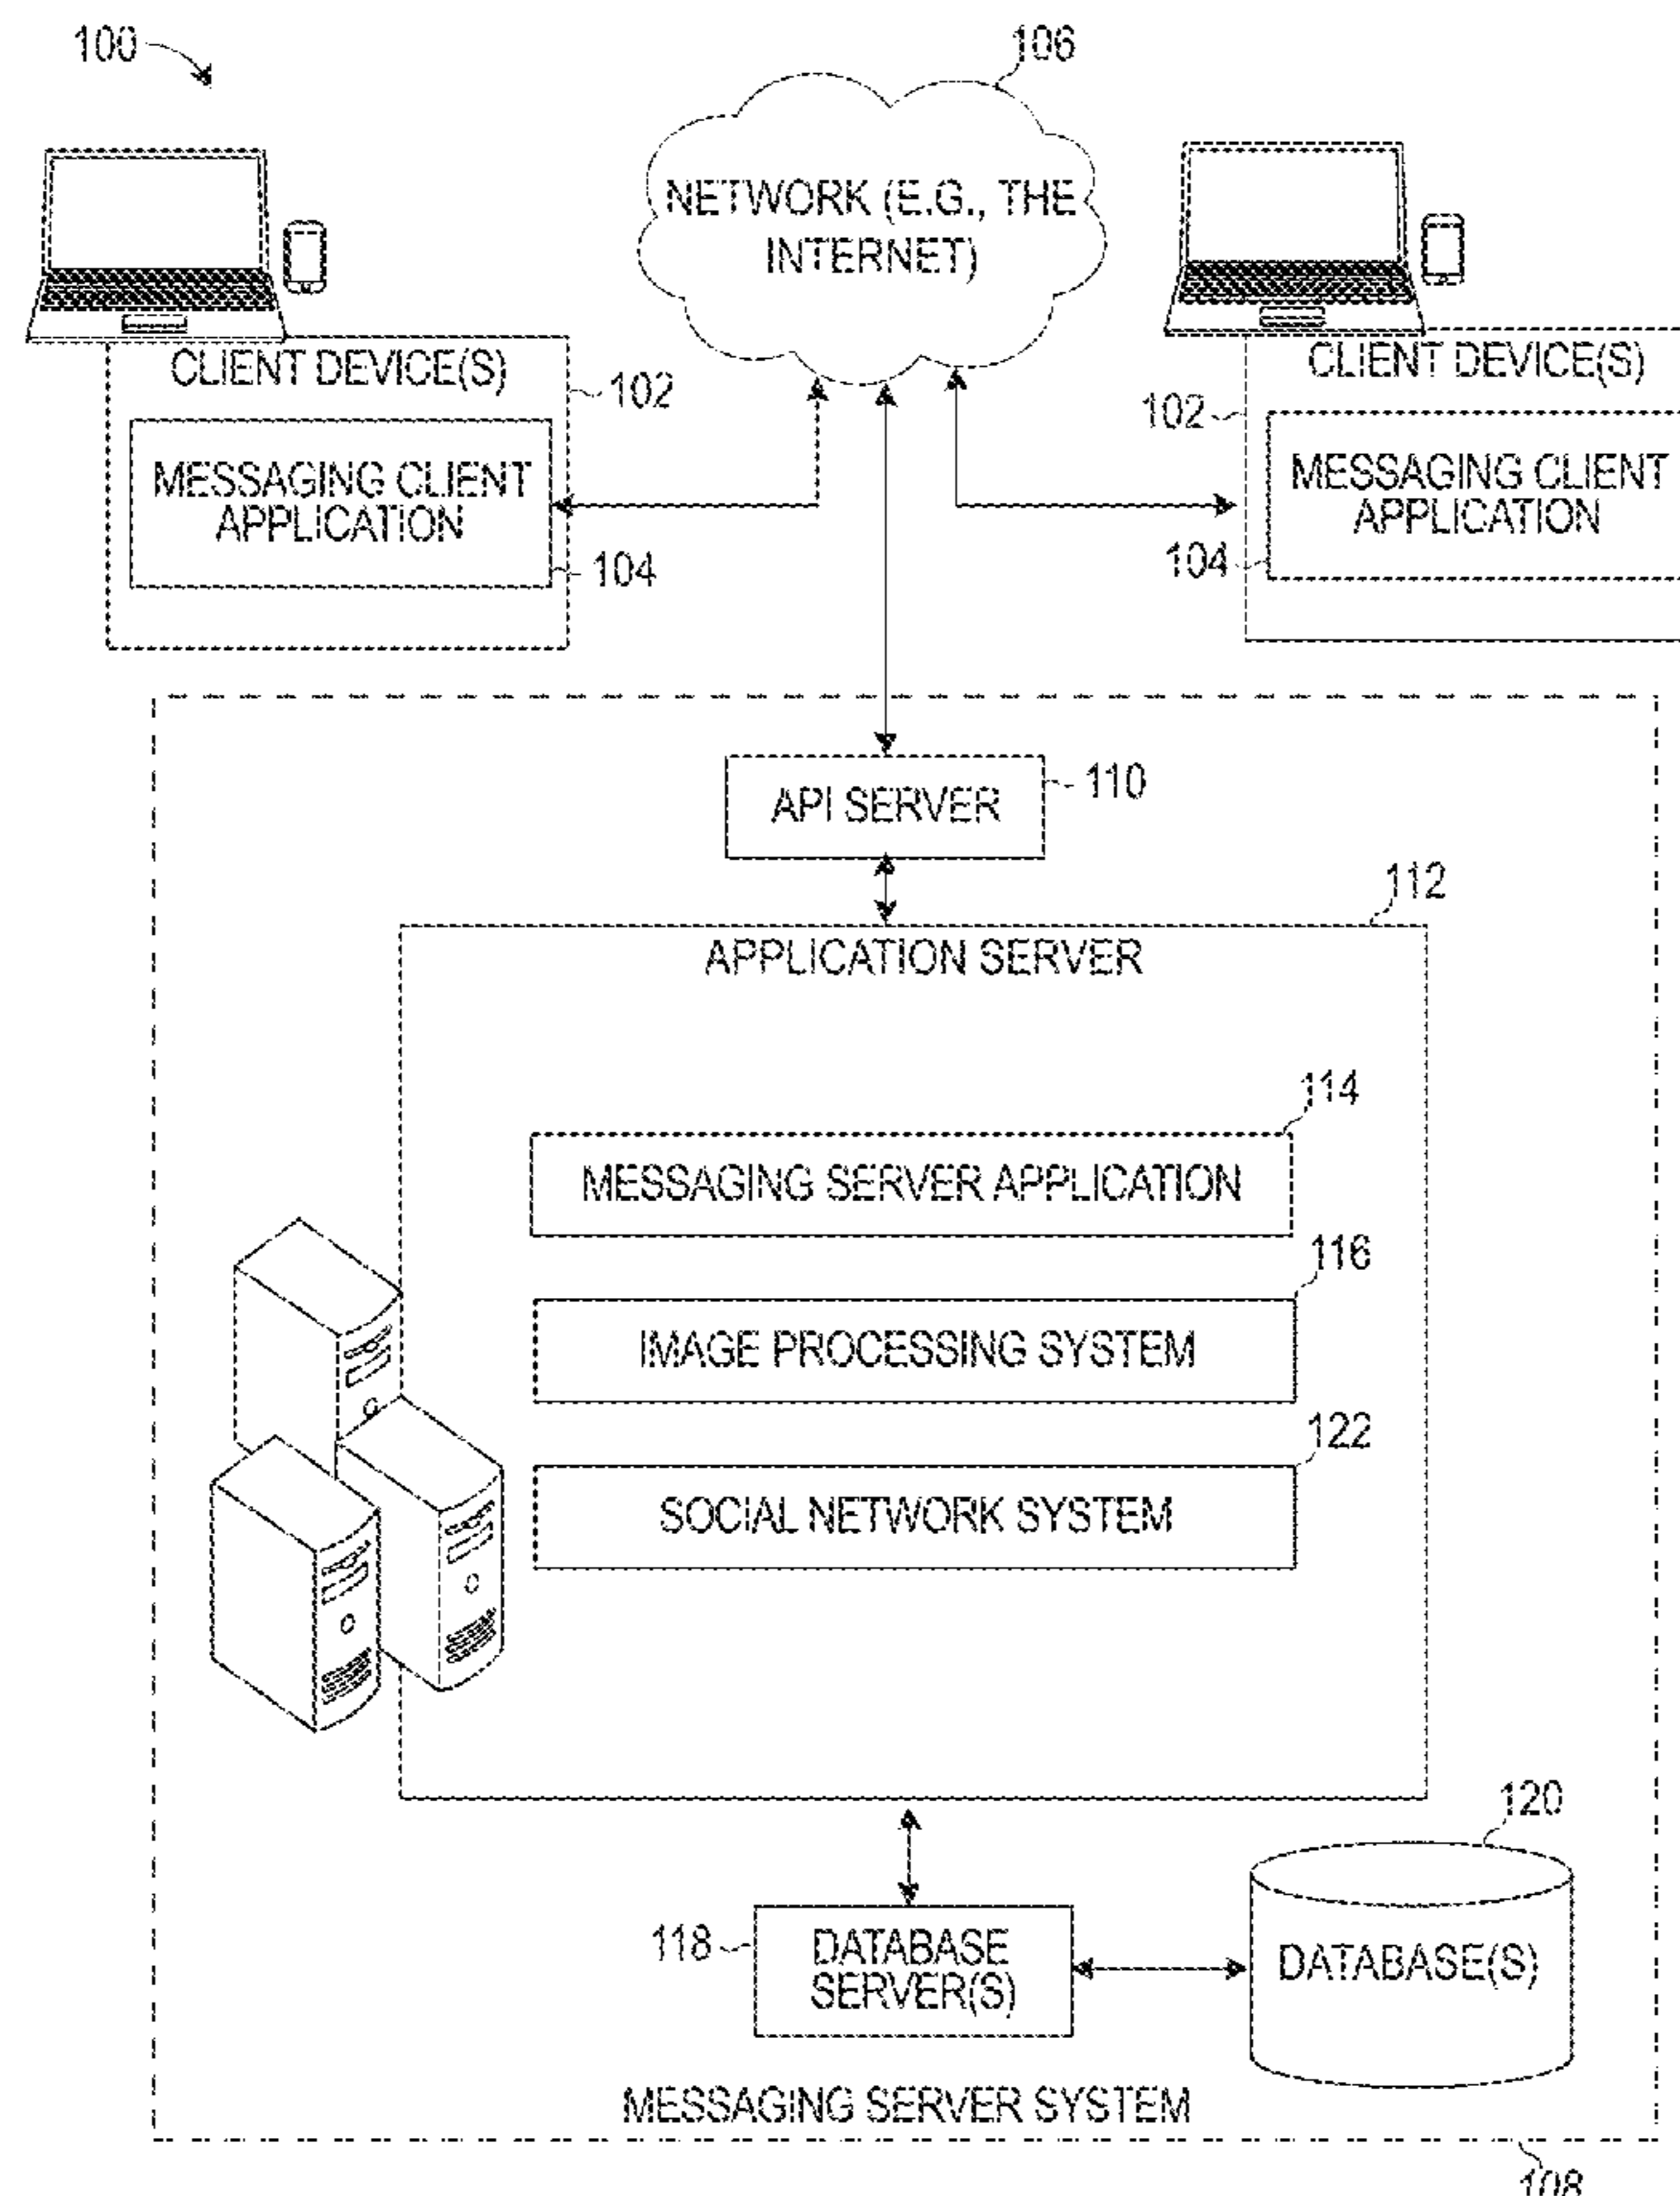 100
106
NETWORK (E.G., THE
INTERNET)
CLIENT DEVICE(S)
102
MESSAGING CLIENT
APPLICATION
104
CLIENT DEVICE(S)
102
MESSAGING CLIENT
APPLICATION
104
API SERVER
110
112
APPLICATION SERVER
114
MESSAGING SERVER APPLICATION
116
IMAGE PROCESSING SYSTEM
122
SOCIAL NETWORK SYSTEM
120
118
DATABASE
SERVER(S)
DATABASE(S)
MESSAGING SERVER SYSTEM
108